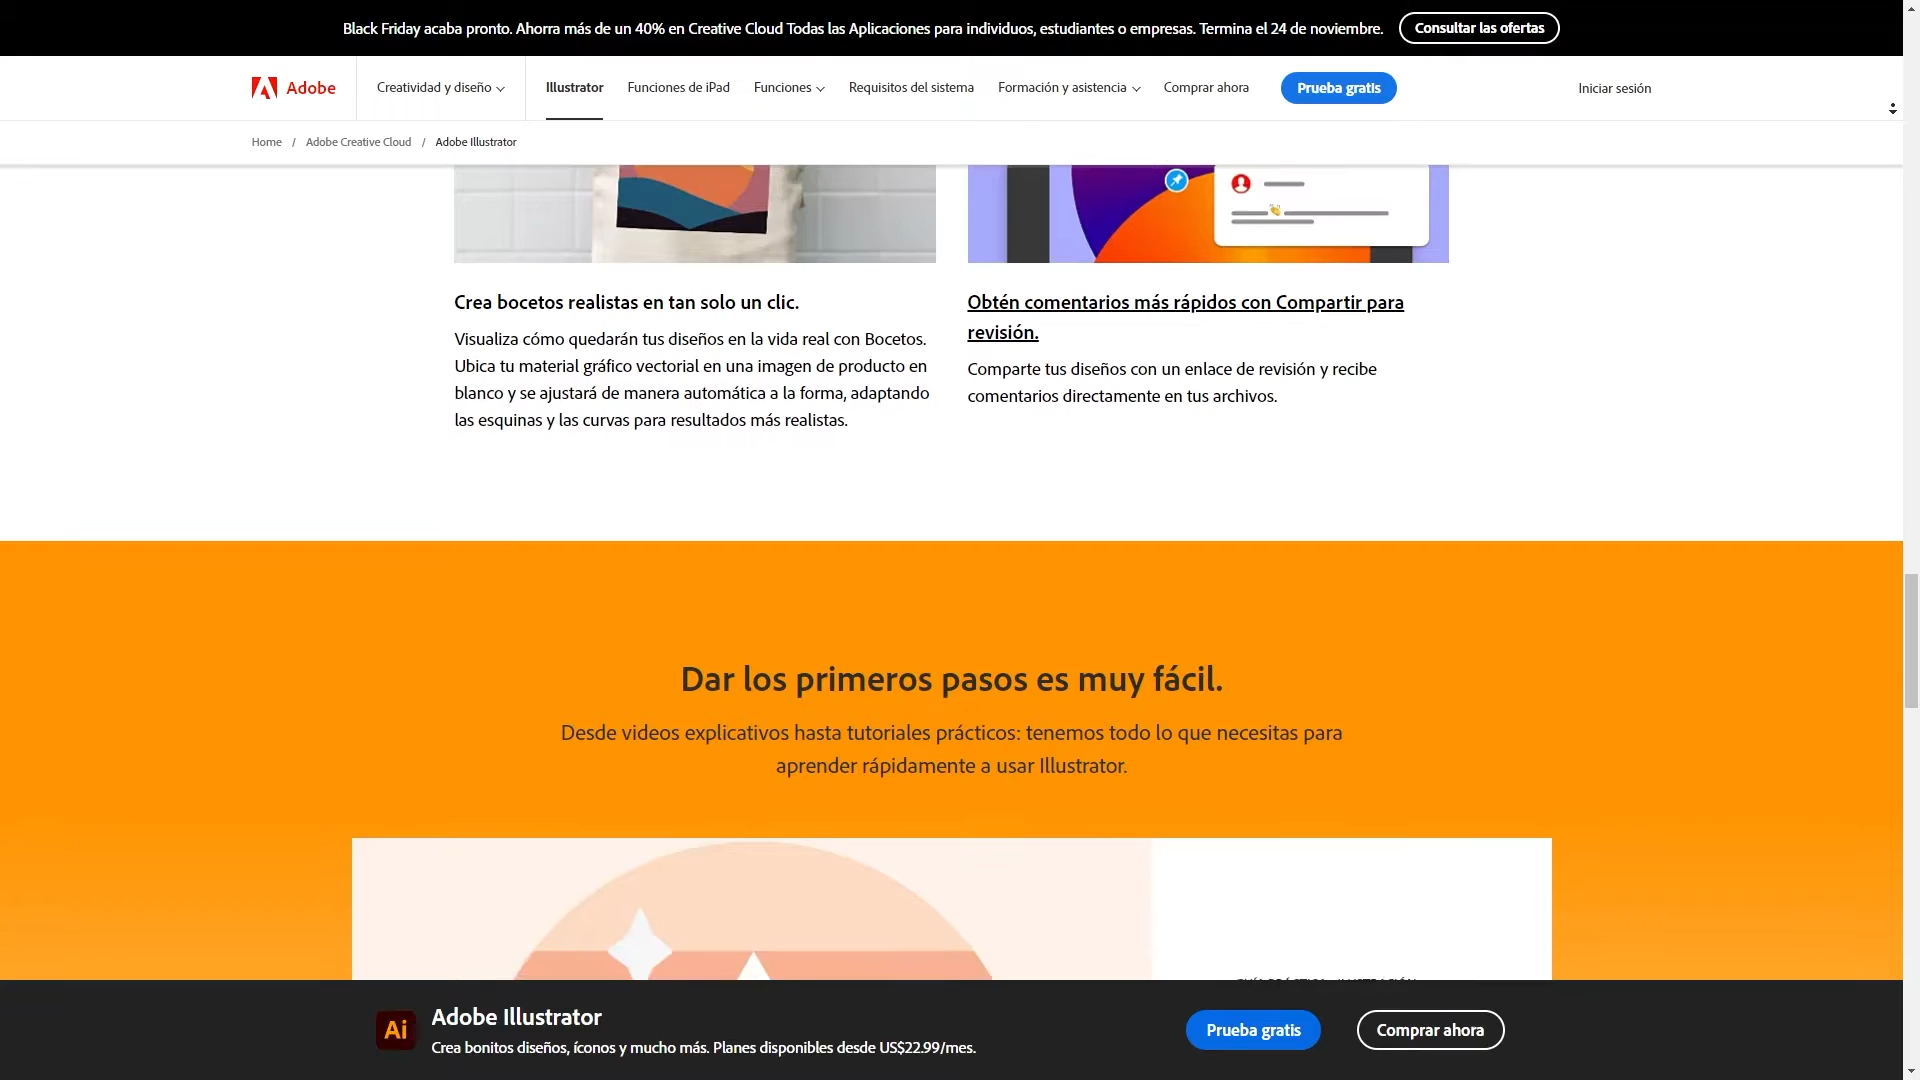 Black Friday acaba pronto. Ahorra más de un 40% en Creative Cloud Todas las Aplicaciones para individuos, estudiantes o empresas. Termina el 24 de noviembre.
Consultar las ofertas
Adobe
Creatividad y diseño
Illustrator
Funciones de iPad
Funciones
Requisitos del sistema
Formación y asistencia
Comprar ahora
Prueba gratis
Iniciar sesión
Home / Adobe Creative Cloud / Adobe Illustrator
Crea bocetos realistas en tan solo un clic.
Visualiza cómo quedarán tus diseños en la vida real con Bocetos.
Ubica tu material gráfico vectorial en una imagen de producto en
blanco y se ajustará de manera automática a la forma, adaptando
las esquinas y las curvas para resultados más realistas.
Obtén comentarios más rápidos con Compartir para
revisión.
Comparte tus diseños con un enlace de revisión y recibe
comentarios directamente en tus archivos.
Dar los primeros pasos es muy fácil.
Desde videos explicativos hasta tutoriales prácticos: tenemos todo lo que necesitas para
aprender rápidamente a usar Illustrator.
Ai
Adobe Illustrator
Crea bonitos diseños, íconos y mucho más. Planes disponibles desde US$22.99/mes.
Prueba gratis
Comprar ahora